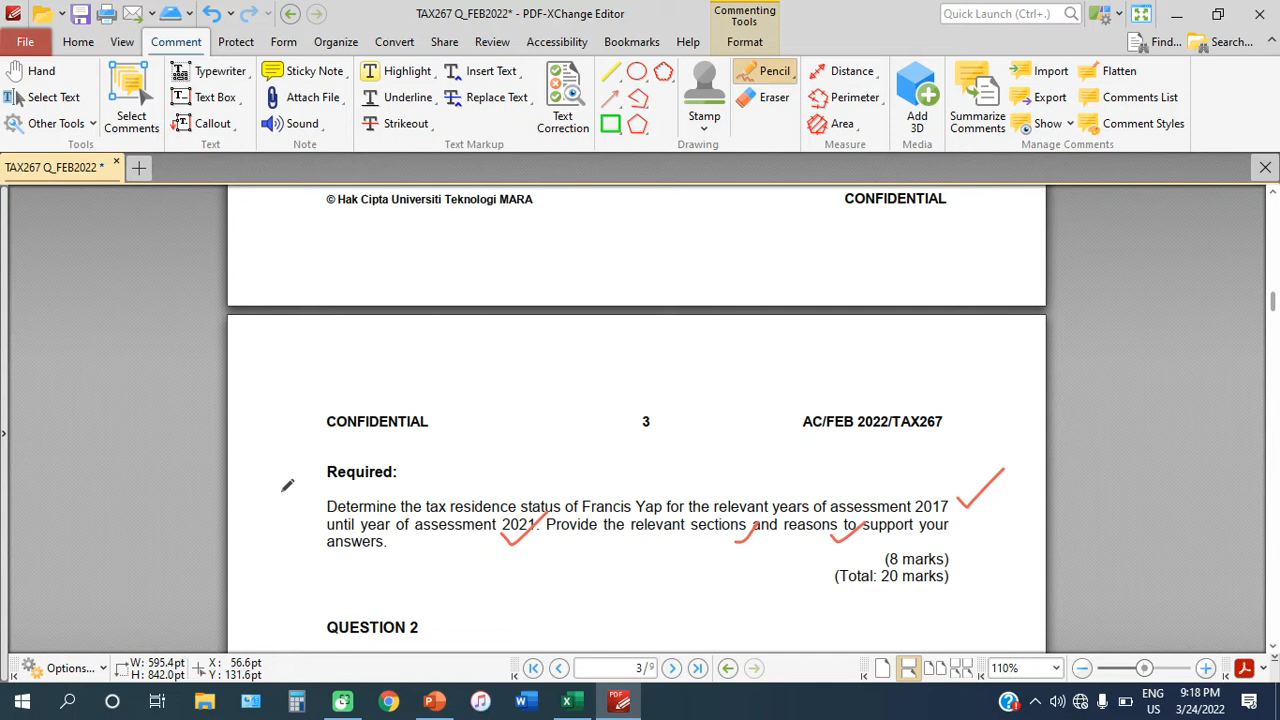 TAX267 Q_FEB2022* - PDF-XChange Editor
Commenting Tools
Quick Launch (Ctrl+.)
File Home View Comment Protect Form Organize Convert Share Review Accessibility Bookmarks Help Format Find... Search...
Hand
Select Text
Other Tools
Select Comments
Tools
Typewriter
Text Box
Callout
Text
Sticky Note
Attach File
Sound
Note
Highlight
Underline
Strikeout
Insert Text
Replace Text
Text Correction
Text Markup
Stamp
Pencil
Eraser
Drawing
Distance
Perimeter
Area
Measure
Add 3D
Media
Summarize Comments
Import
Export
Show
Flatten
Comments List
Comment Styles
Manage Comments
TAX267 Q_FEB2022 *
© Hak Cipta Universiti Teknologi MARA CONFIDENTIAL
CONFIDENTIAL 3 AC/FEB 2022/TAX267
Required:
Determine the tax residence status of Francis Yap for the relevant years of assessment 2017
until year of assessment 2021. Provide the relevant sections and reasons to support your
answers.
(8 marks)
(Total: 20 marks)
QUESTION 2
Options...
W: 595.4pt
H: 842.0pt
X: 56.6pt
Y: 131.6pt
3 / 9
110%
ENG
US
9:18 PM
3/24/2022